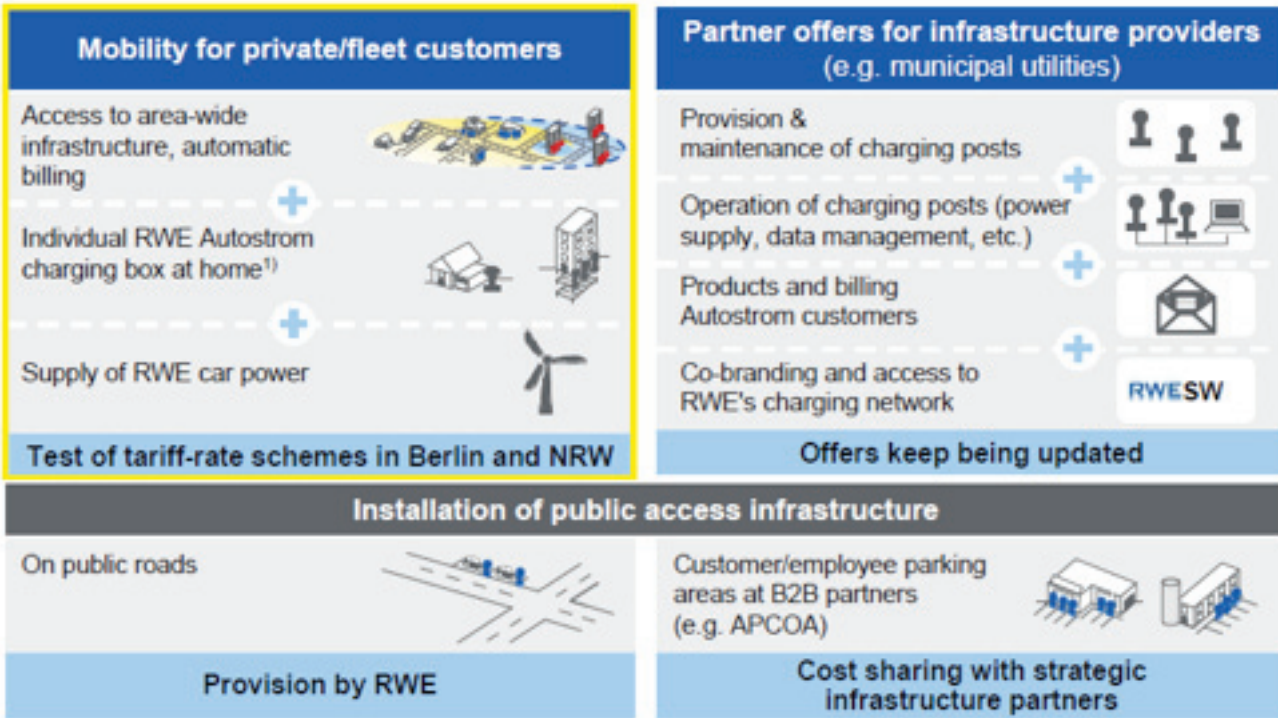 Mobility for private/fleet customers
Access to area-wide
infrastructure, automatic
billing
Individual RWE Autostrom
charging box at home1)
Supply of RWE car power
Test of tariff-rate schemes in Berlin and NRW
Partner offers for infrastructure providers
(e.g. municipal utilities)
Provision &
maintenance of charging posts
Operation of charging posts (power
supply, data management, etc.)
Products and billing
Autostrom customers
Co-branding and access to
RWE's charging network
RWESW
Offers keep being updated
Installation of public access infrastructure
On public roads
Provision by RWE
Customer/employee parking
areas at B2B partners
(e.g. APCOA)
Cost sharing with strategic
infrastructure partners